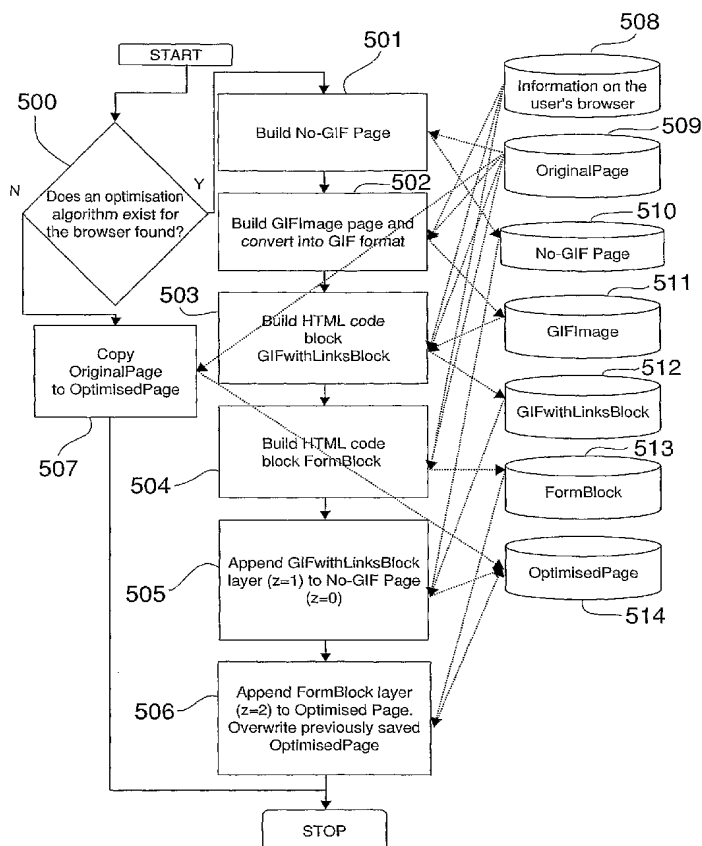 START
500
N
Y
Does an optimisation
algorithm exist for
the browser found?
501
Build No-GIF Page
502
Build GIFImage page and
convert into GIF format
503
Build HTML code
block
GIFwithLinksBlock
Copy
OriginalPage
to OptimisedPage
507
504
Build HTML code
block FormBlock
505
Append GIFwithLinksBlock
layer (z=1) to No-GIF Page
(z=0)
506
Append FormBlock layer
(z=2) to Optimised Page.
Overwrite previously saved
OptimisedPage
STOP
508
Information on the
user's browser
509
OriginalPage
510
No-GIF Page
511
GIFImage
512
GIFwithLinksBlock
513
FormBlock
OptimisedPage
514